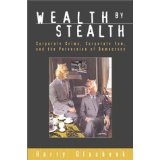 WEALTH
BY
STEALTH
Corporate Crime, Corporate Law,
and the Perversion of Democracy
Harry Glasbeek